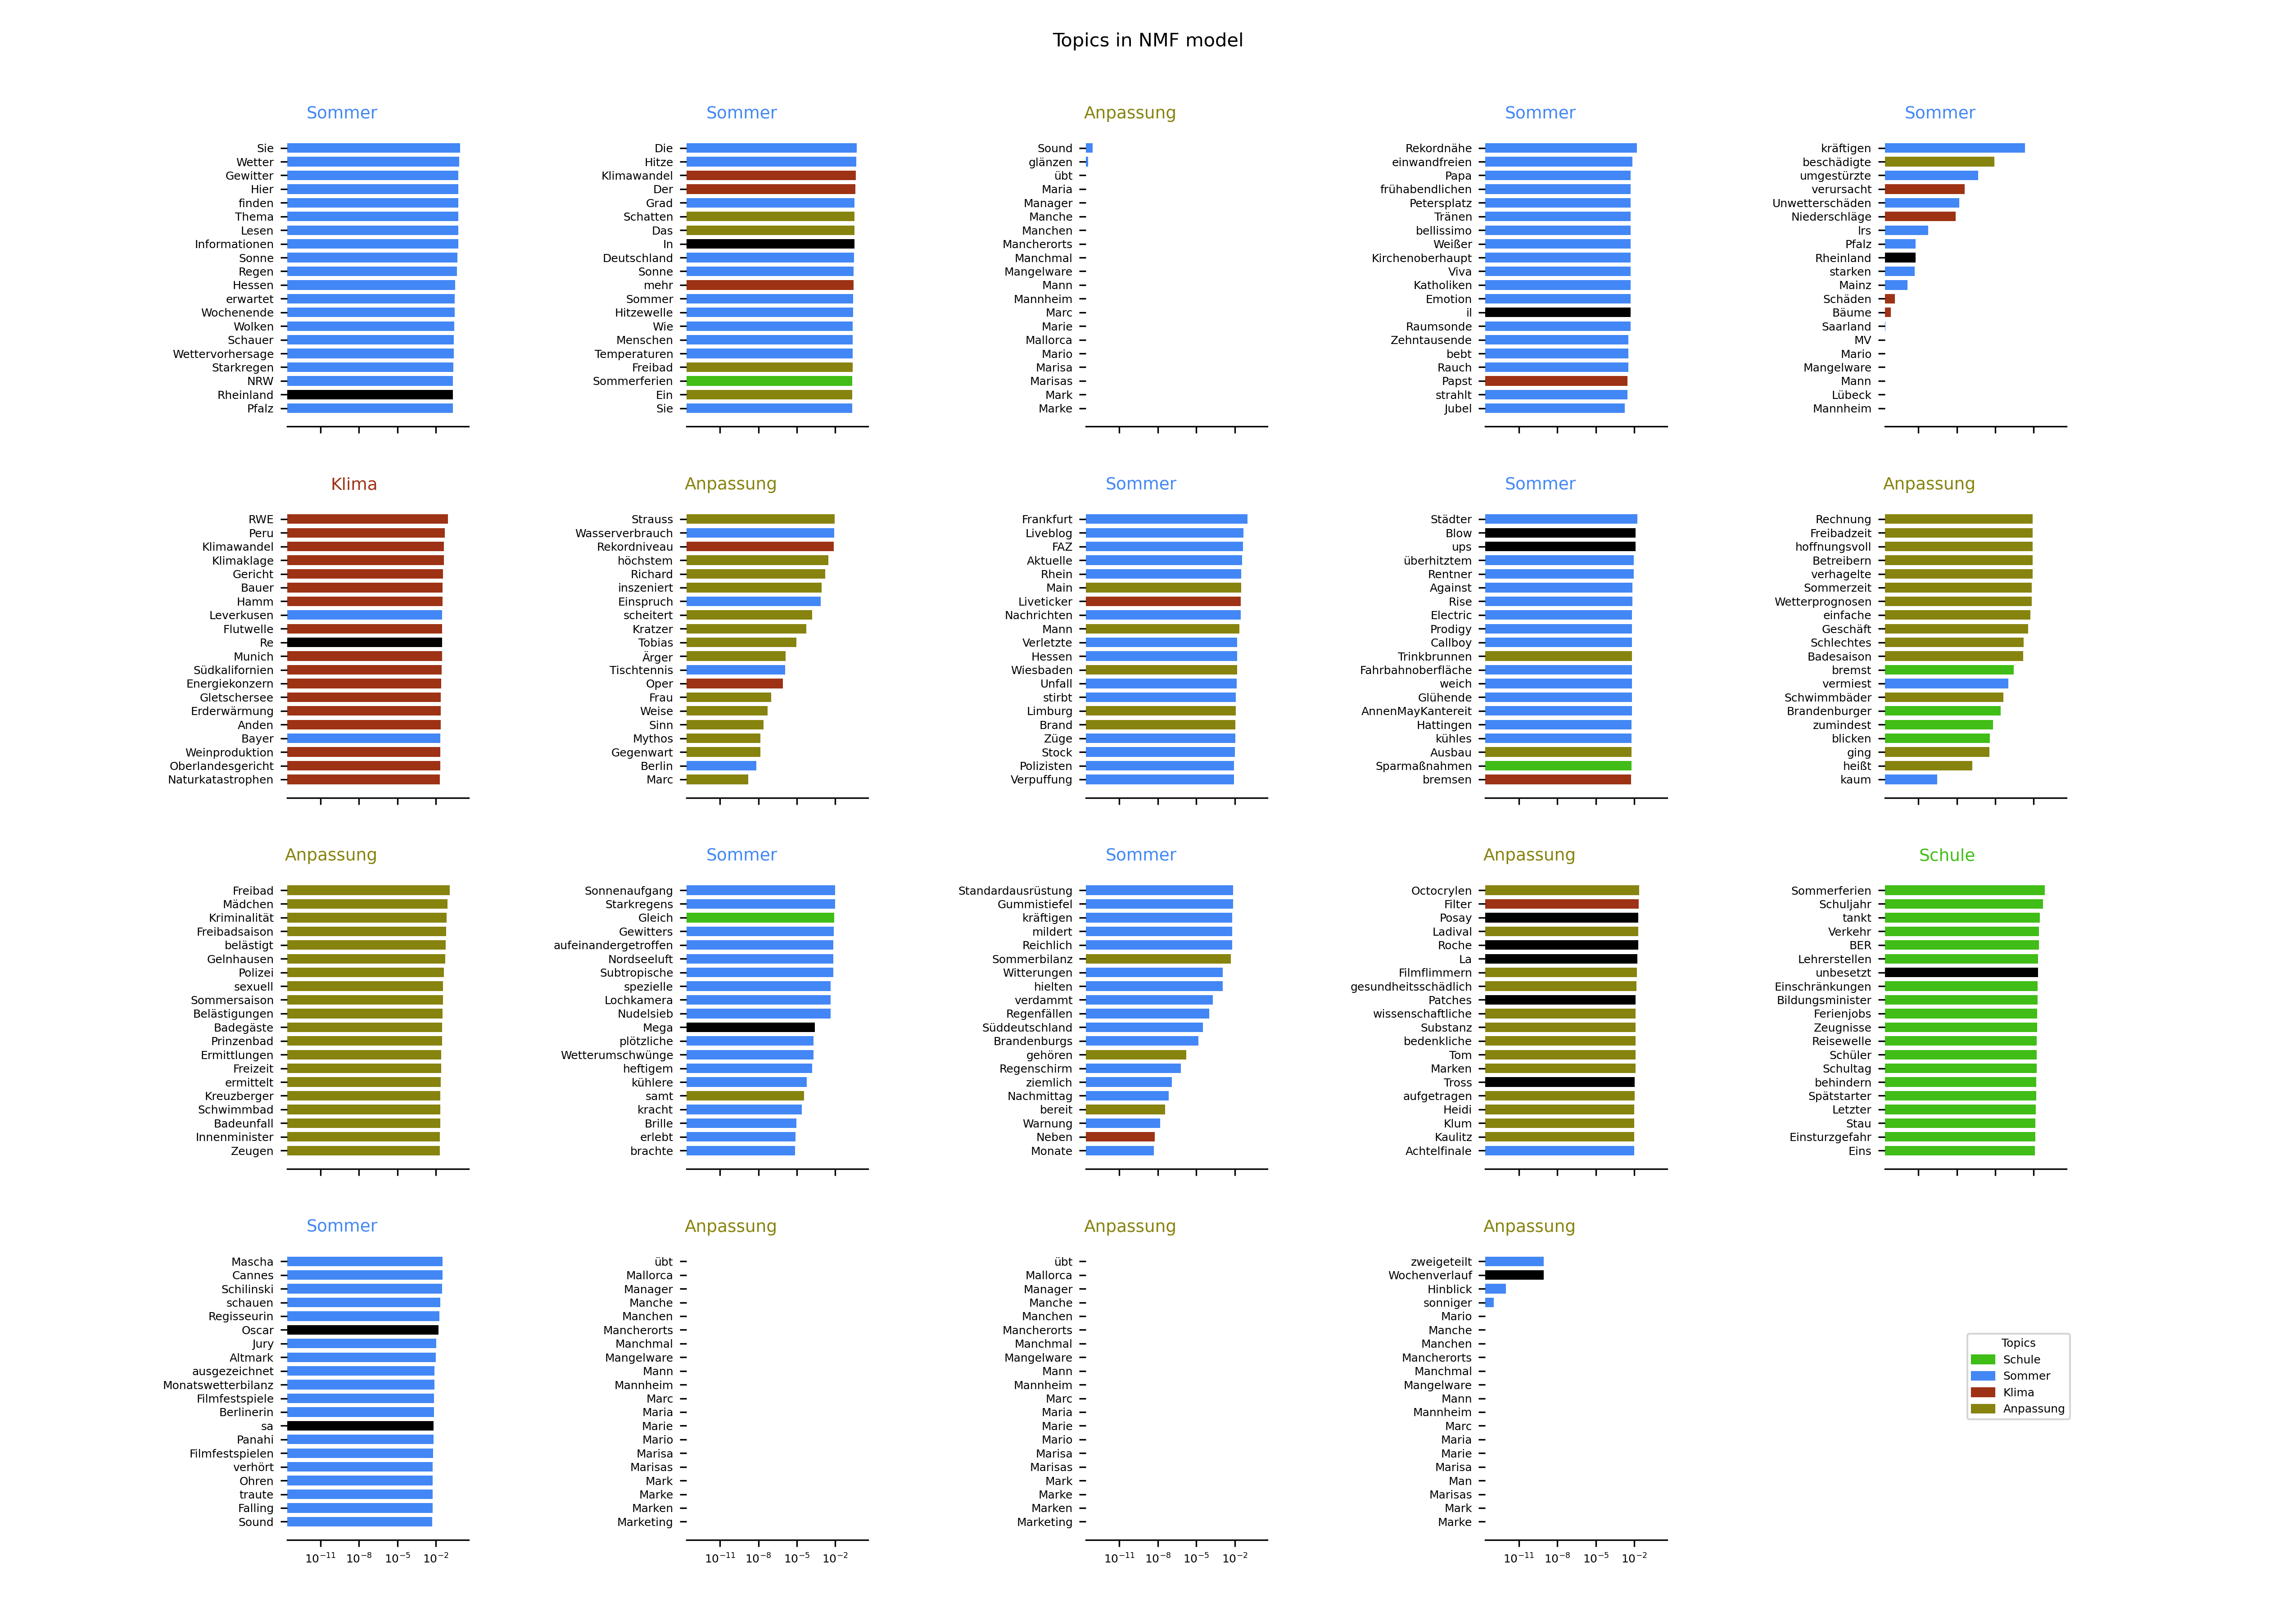 Topics in NMF model
Sommer
Sie
Wetter
Gewitter
Hier
finden
Thema
Lesen
Informationen
Sonne
Regen
Hessen
erwartet
Wochenende
Wolken
Schauer
Wettervorhersage
Starkregen
NRW
Rheinland
Pfalz
Sommer
Die
Hitze
Klimawandel
Der
Grad
Schatten
Das
In
Deutschland
Sonne
mehr
Sommer
Hitzewelle
Wie
Menschen
Temperaturen
Freibad
Sommerferien
Ein
Sie
Anpassung
Sound
glänzen
übt
Maria
Manager
Manche
Manchen
Mancherorts
Manchmal
Mangelware
Mann
Mannheim
Marc
Marie
Mallorca
Mario
Marisa
Marisas
Mark
Marke
Sommer
Rekordnähe
einwandfreien
Papa
frühabendlichen
Petersplatz
Tränen
bellissimo
Weißer
Kirchenoberhaupt
Viva
Katholiken
Emotion
il
Raumsonde
Zehntausende
bebt
Rauch
Papst
strahlt
Jubel
Sommer
kräftigen
beschädigte
umgestürzte
verursacht
Unwetterschäden
Niederschläge
lrs
Pfalz
Rheinland
starken
Mainz
Schäden
Bäume
Saarland
MV
Mario
Mangelware
Mann
Lübeck
Mannheim
Klima
RWE
Peru
Klimawandel
Klimaklage
Gericht
Bauer
Hamm
Leverkusen
Flutwelle
Re
Munich
Südkalifornien
Energiekonzern
Gletschersee
Erderwärmung
Anden
Bayer
Weinproduktion
Oberlandesgericht
Naturkatastrophen
Anpassung
Strauss
Wasserverbrauch
Rekordniveau
höchstem
Richard
inszeniert
Einspruch
scheitert
Kratzer
Tobias
Ärger
Tischtennis
Oper
Frau
Weise
Sinn
Mythos
Gegenwart
Berlin
Marc
Sommer
Frankfurt
Liveblog
FAZ
Aktuelle
Rhein
Main
Liveticker
Nachrichten
Mann
Verletzte
Hessen
Wiesbaden
Unfall
stirbt
Limburg
Brand
Züge
Stock
Polizisten
Verpuffung
Sommer
Städter
Blow
ups
überhitztem
Rentner
Against
Rise
Electric
Prodigy
Callboy
Trinkbrunnen
Fahrbahnoberfläche
weich
Glühende
AnnenMayKantereit
Hattingen
kühles
Ausbau
Sparmaßnahmen
bremsen
Anpassung
Rechnung
Freibadzeit
hoffnungsvoll
Betreibern
verhagelte
Sommerzeit
Wetterprognosen
einfache
Geschäft
Schlechtes
Badesaison
bremst
vermiest
Schwimmbäder
Brandenburger
zumindest
blicken
ging
heißt
kaum
Anpassung
Freibad
Mädchen
Kriminalität
Freibadsaison
belästigt
Gelnhausen
Polizei
sexuell
Sommersaison
Belästigungen
Badegäste
Prinzenbad
Ermittlungen
Freizeit
ermittelt
Kreuzberger
Schwimmbad
Badeunfall
Innenminister
Zeugen
Sommer
Sonnenaufgang
Starkregens
Gleich
Gewitters
aufeinandergetroffen
Nordseeluft
Subtropische
spezielle
Lochkamera
Nudelsieb
Mega
plötzliche
Wetterumschwünge
heftigem
kühlere
samt
kracht
Brille
erlebt
brachte
Sommer
Standardausrüstung
Gummistiefel
kräftigen
mildert
Reichlich
Sommerbilanz
Witterungen
hielten
verdammt
Regenfällen
Süddeutschland
Brandenburgs
gehören
Regenschirm
ziemlich
Nachmittag
bereit
Warnung
Neben
Monate
Anpassung
Octocrylen
Filter
Posay
Ladival
Roche
La
Filmflimmern
gesundheitsschädlich
Patches
wissenschaftliche
Substanz
bedenkliche
Tom
Marken
Tross
aufgetragen
Heidi
Klum
Kaulitz
Achtelfinale
Schule
Sommerferien
Schuljahr
tankt
Verkehr
BER
Lehrerstellen
unbesetzt
Einschränkungen
Bildungsminister
Ferienjobs
Zeugnisse
Reisewelle
Schüler
Schultag
behindern
Spätstarter
Letzter
Stau
Einsturzgefahr
Eins
Sommer
Mascha
Cannes
Schilinski
schauen
Regisseurin
Oscar
Jury
Altmark
ausgezeichnet
Monatswetterbilanz
Filmfestspiele
Berlinerin
sa
Panahi
Filmfestspielen
verhört
Ohren
traute
Falling
Sound
10⁻¹¹ 10⁻⁸ 10⁻⁵ 10⁻²
Anpassung
übt
Mallorca
Manager
Manche
Manchen
Mancherorts
Manchmal
Mangelware
Mann
Mannheim
Marc
Maria
Marie
Mario
Marisa
Marisas
Mark
Marke
Marken
Marketing
10⁻¹¹ 10⁻⁸ 10⁻⁵ 10⁻²
Anpassung
übt
Mallorca
Manager
Manche
Manchen
Mancherorts
Manchmal
Mangelware
Mann
Mannheim
Marc
Maria
Marie
Mario
Marisa
Marisas
Mark
Marke
Marken
Marketing
10⁻¹¹ 10⁻⁸ 10⁻⁵ 10⁻²
Anpassung
zweigeteilt
Wochenverlauf
Hinblick
sonniger
Mario
Manche
Manchen
Mancherorts
Manchmal
Mangelware
Mann
Mannheim
Marc
Maria
Marie
Marisa
Man
Marisas
Mark
Marke
10⁻¹¹ 10⁻⁸ 10⁻⁵ 10⁻²
Topics
Schule
Sommer
Klima
Anpassung